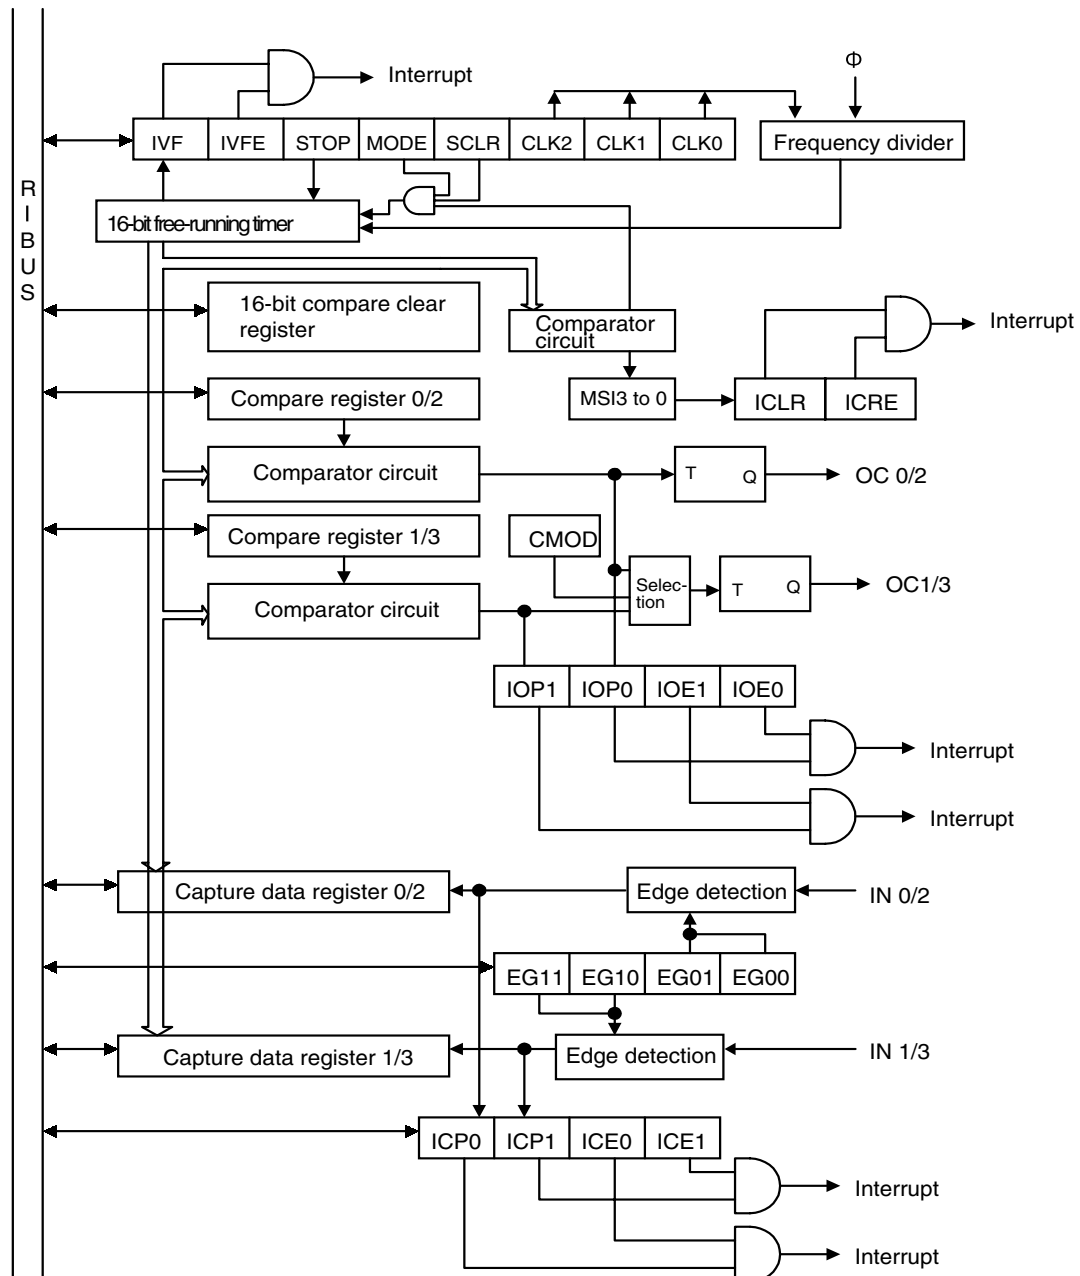 Φ
Interrupt
IVF IVFE STOP MODE SCLR CLK2 CLK1 CLK0
Frequency divider
R
I
B
U
S
16-bit free-running timer
16-bit compare clear
register
Comparator
circuit
Interrupt
Compare register 0/2
MSI3 to 0
ICLR ICRE
Comparator circuit
T Q
OC 0/2
Compare register 1/3
CMOD
Comparator circuit
Selec-
tion
T Q
OC1/3
IOP1 IOP0 IOE1 IOE0
Interrupt
Interrupt
Capture data register 0/2
Edge detection
IN 0/2
EG11 EG10 EG01 EG00
Capture data register 1/3
Edge detection
IN 1/3
ICP0 ICP1 ICE0 ICE1
Interrupt
Interrupt